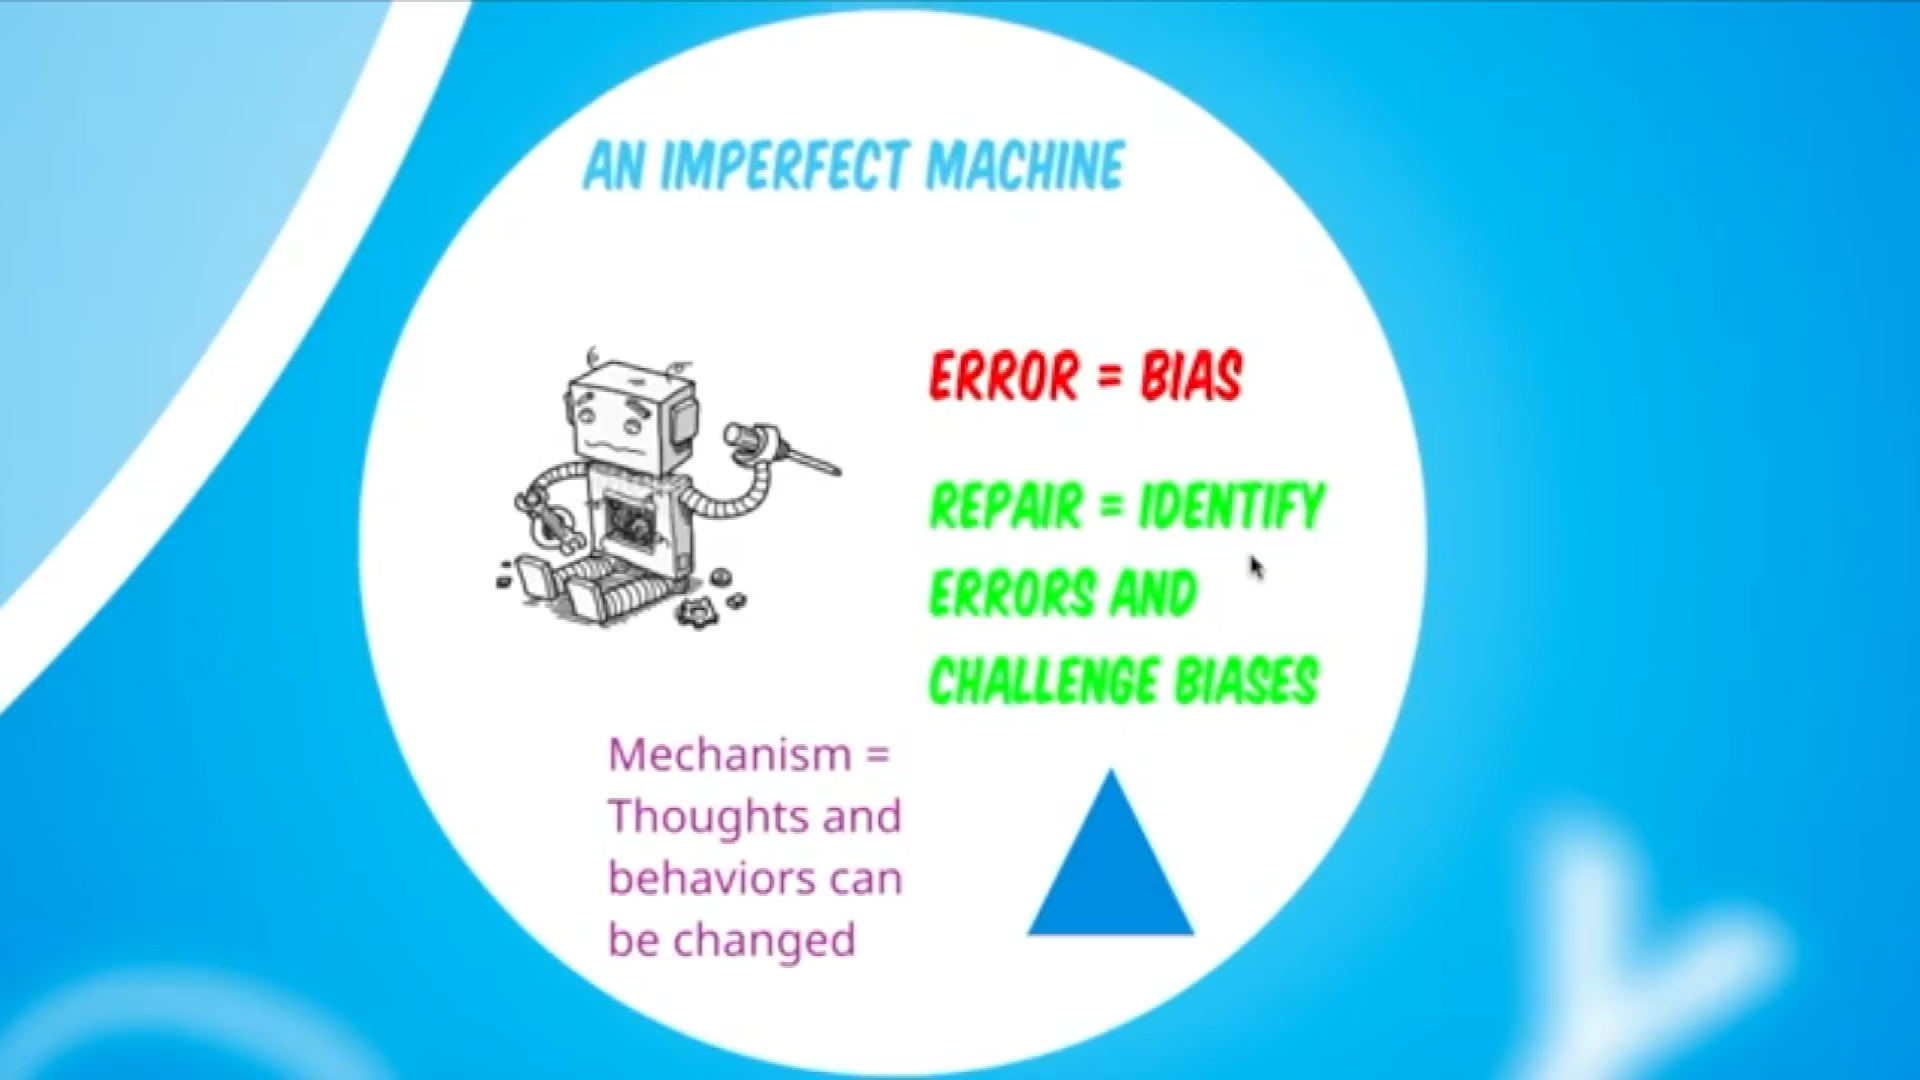 AN IMPERFECT MACHINE
ERROR = BIAS
REPAIR = IDENTIFY
ERRORS AND
CHALLENGE BIASES
Mechanism =
Thoughts and
behaviors can
be changed